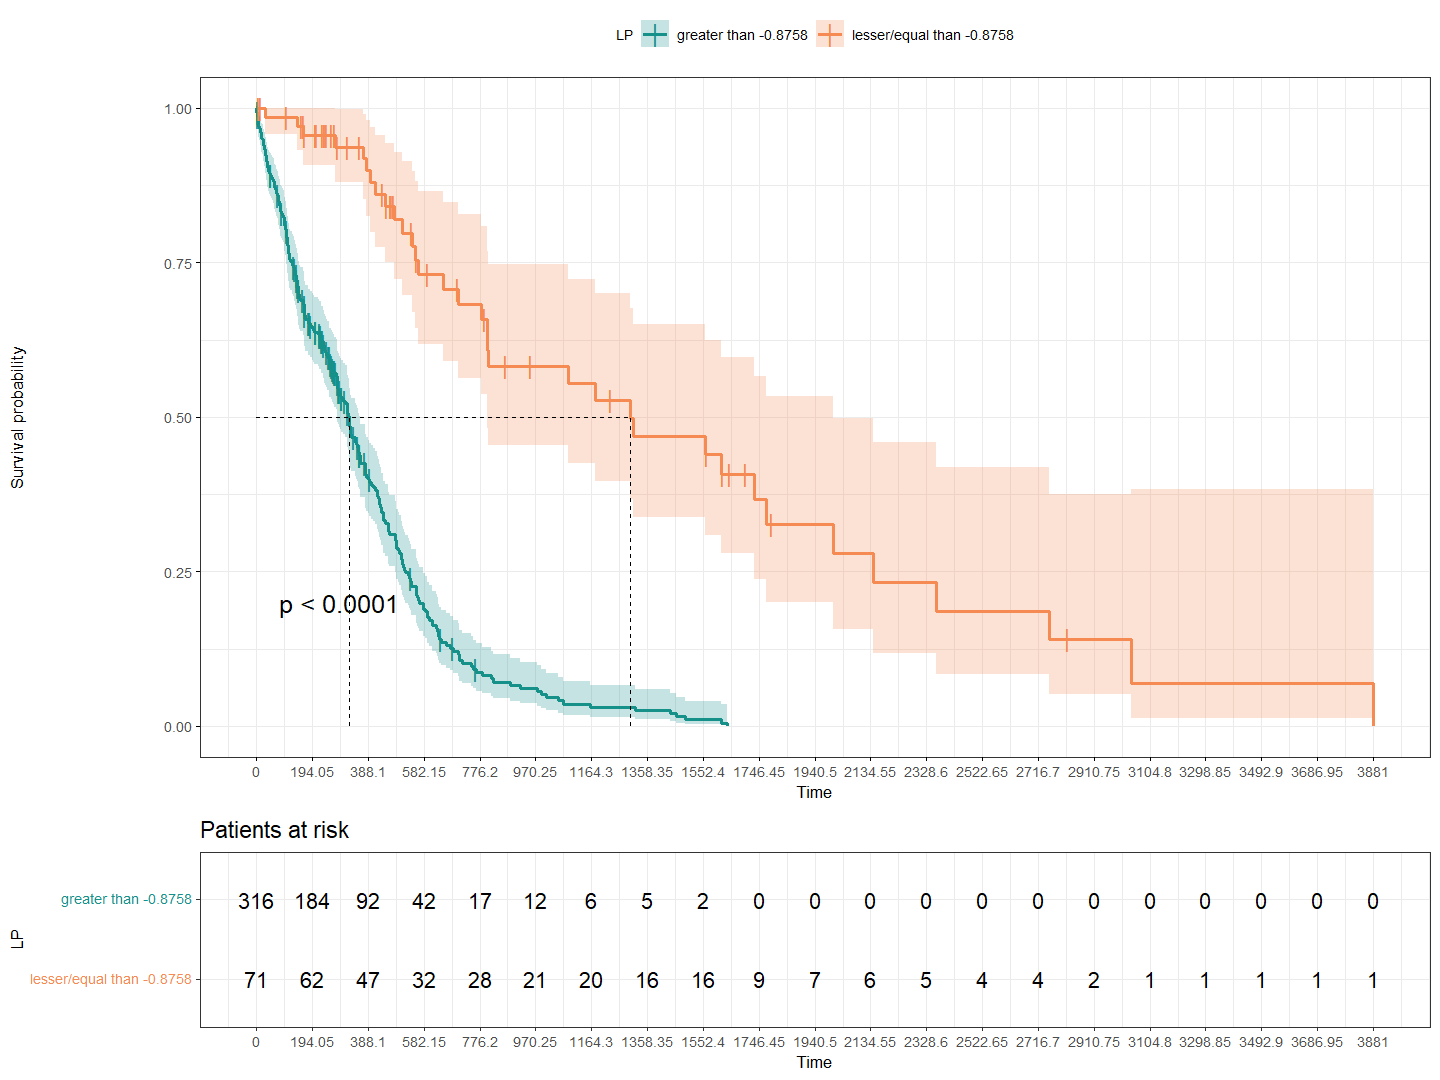 LP greater than -0.8758 lesser/equal than -0.8758
Survival probability
1.00
0.75
0.50
0.25
0.00
p < 0.0001
0 194.05 388.1 582.15 776.2 970.25 1164.3 1358.35 1552.4 1746.45 1940.5 2134.55 2328.6 2522.65 2716.7 2910.75 3104.8 3298.85 3492.9 3686.95 3881
Time
Patients at risk
LP
greater than -0.8758 316 184 92 42 17 12 6 5 2 0 0 0 0 0 0 0 0 0 0 0 0
lesser/equal than -0.8758 71 62 47 32 28 21 20 16 16 9 7 6 5 4 4 2 1 1 1 1 1
0 194.05 388.1 582.15 776.2 970.25 1164.3 1358.35 1552.4 1746.45 1940.5 2134.55 2328.6 2522.65 2716.7 2910.75 3104.8 3298.85 3492.9 3686.95 3881
Time